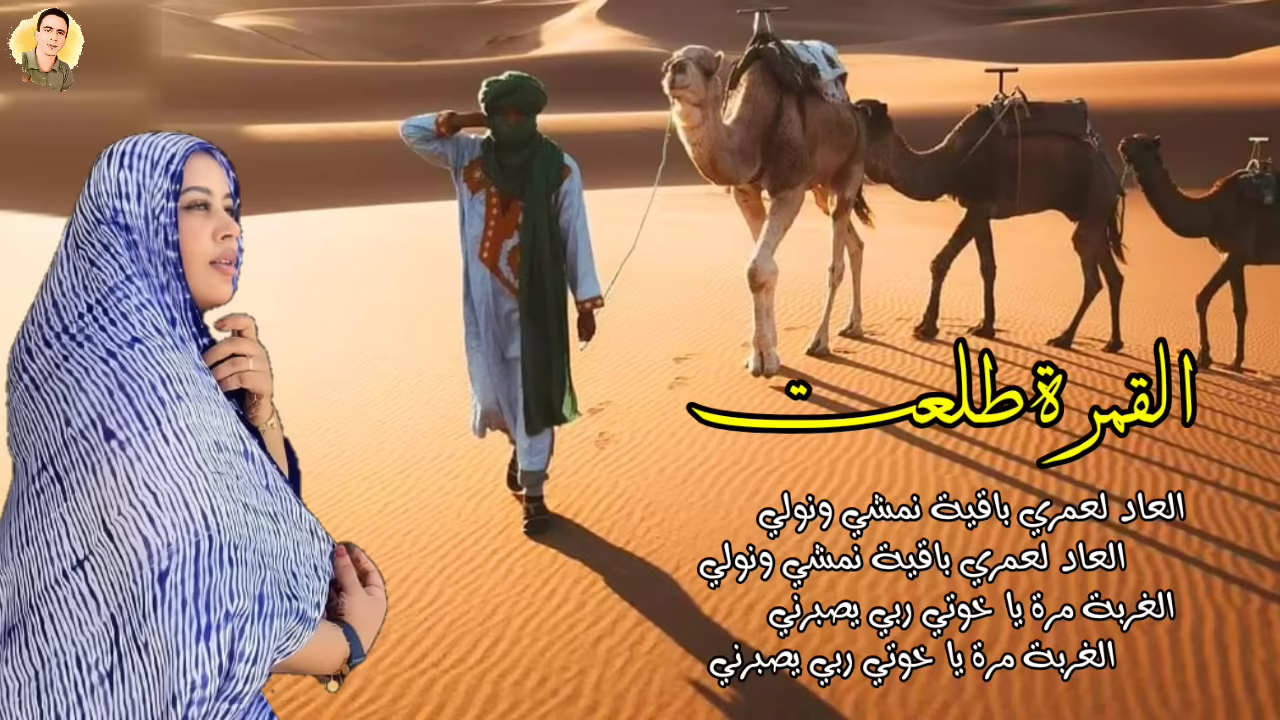 القمرة طلعت
العاد لعمري باقية نمشي ونولي
العاد لعمري باقية نمشي ونولي
الغربة مرة يا خوتي ربي يصبرني
الغربة مرة يا خوتي ربي يصبرني